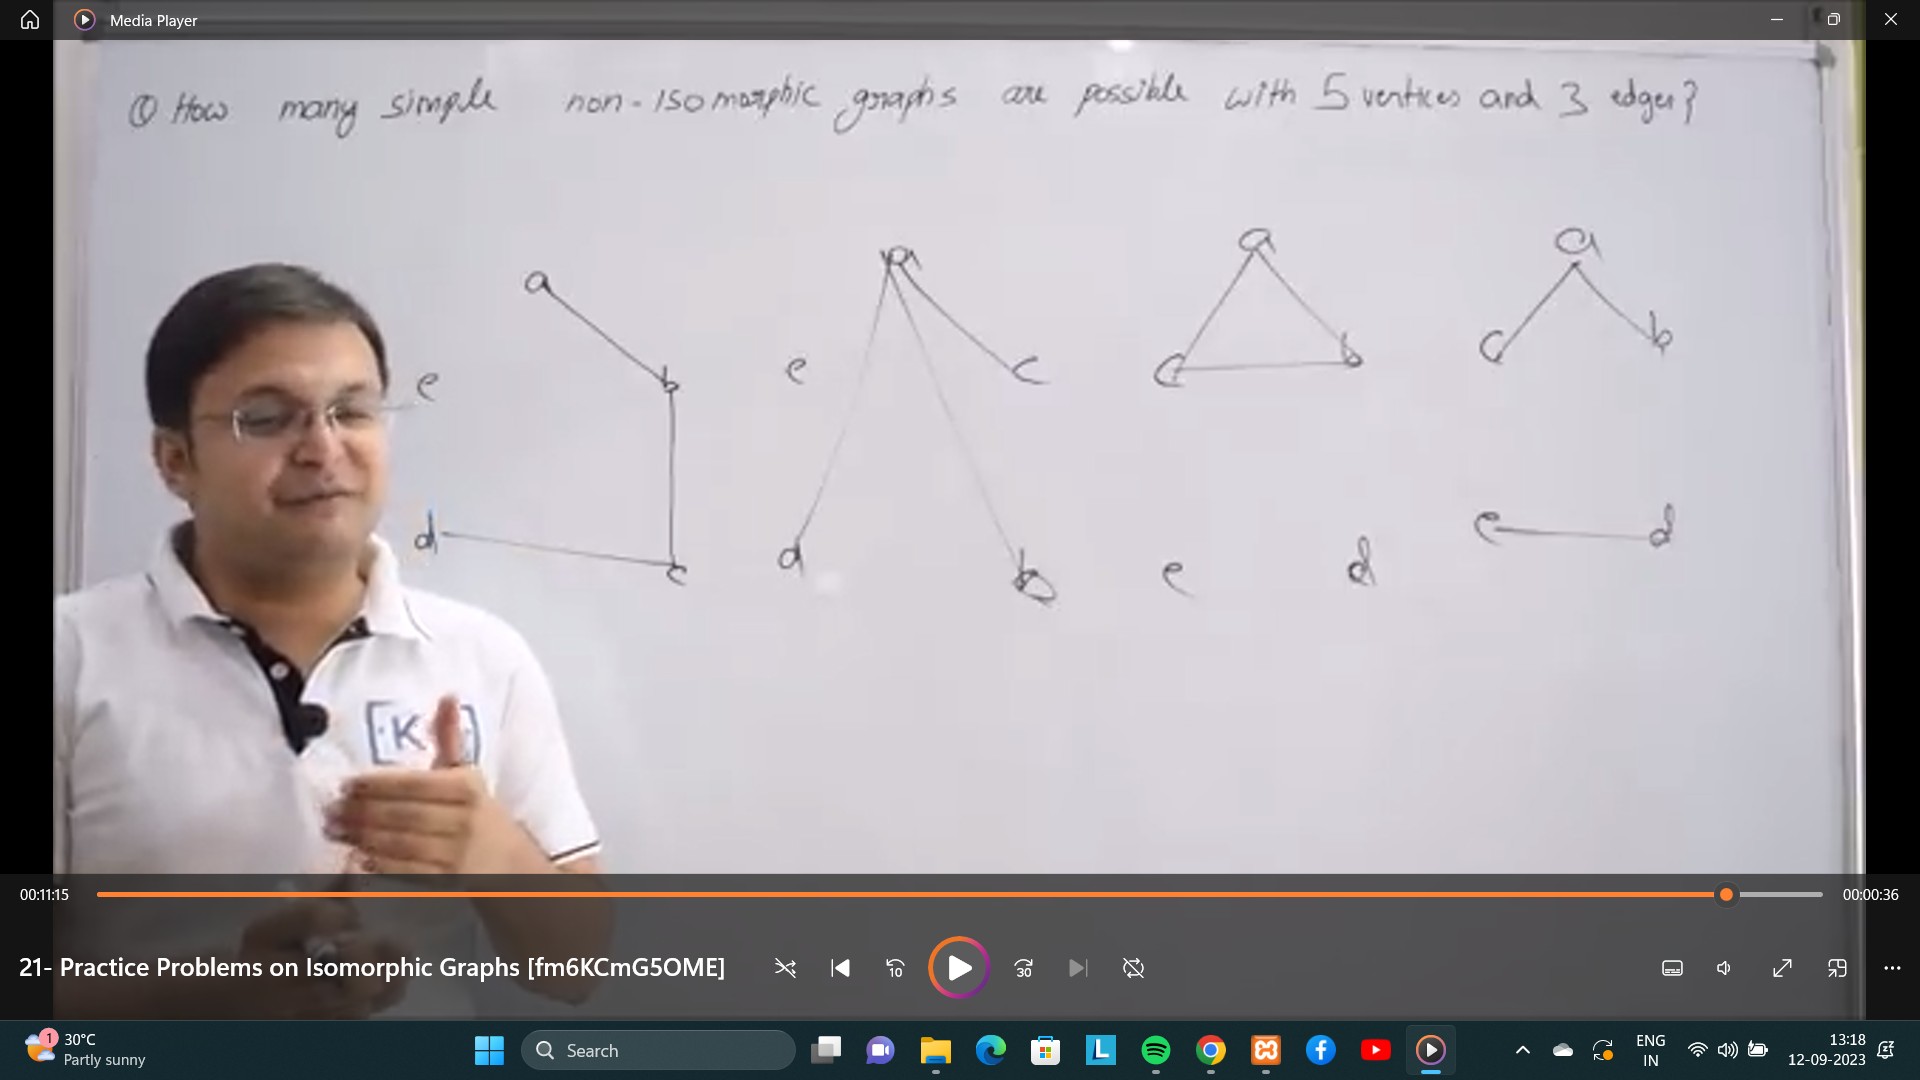 Media Player
Q How many simple non-isomorphic graphs are possible with 5 vertices and 3 edges?
a b c d e
a c b d e
a c b e d
a c b e d
[·K ]
00:11:15
00:00:36
21- Practice Problems on Isomorphic Graphs [fm6KCmG5OME]
10
30
1
30°C
Partly sunny
Search
L
ENG
IN
13:18
12-09-2023